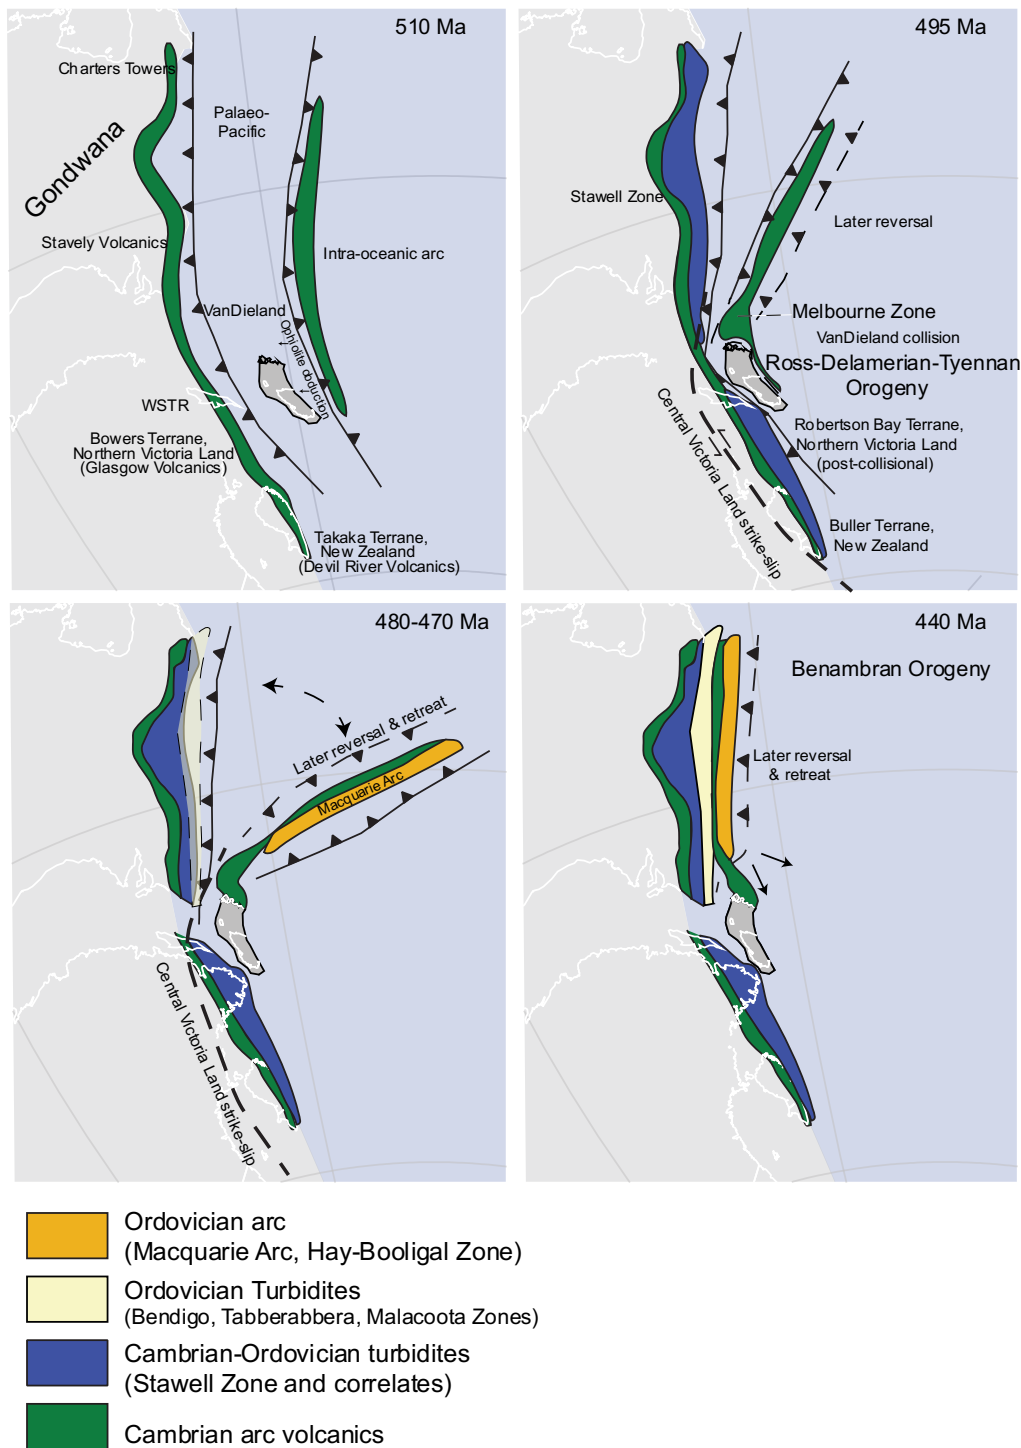 510 Ma
Charters Towers
Palaeo-
Pacific
Gondwana
Stavely Volcanics
Intra-oceanic arc
VanDieland
Ophiolite obduction
WSTR
Bowers Terrane,
Northern Victoria Land
(Glasgow Volcanics)
Takaka Terrane,
New Zealand
(Devil River Volcanics)
495 Ma
Stawell Zone
Later reversal
Melbourne Zone
VanDieland collision
Ross-Delamerian-Tyennan
Orogeny
Central Victoria Land strike-slip
Robertson Bay Terrane,
Northern Victoria Land
(post-collisional)
Buller Terrane,
New Zealand
480-470 Ma
Later reversal & retreat
Macquarie Arc
Central Victoria Land strike-slip
440 Ma
Benambran Orogeny
Later reversal
& retreat
Ordovician arc
(Macquarie Arc, Hay-Booligal Zone)
Ordovician Turbidites
(Bendigo, Tabberabbera, Malacoota Zones)
Cambrian-Ordovician turbidites
(Stawell Zone and correlates)
Cambrian arc volcanics